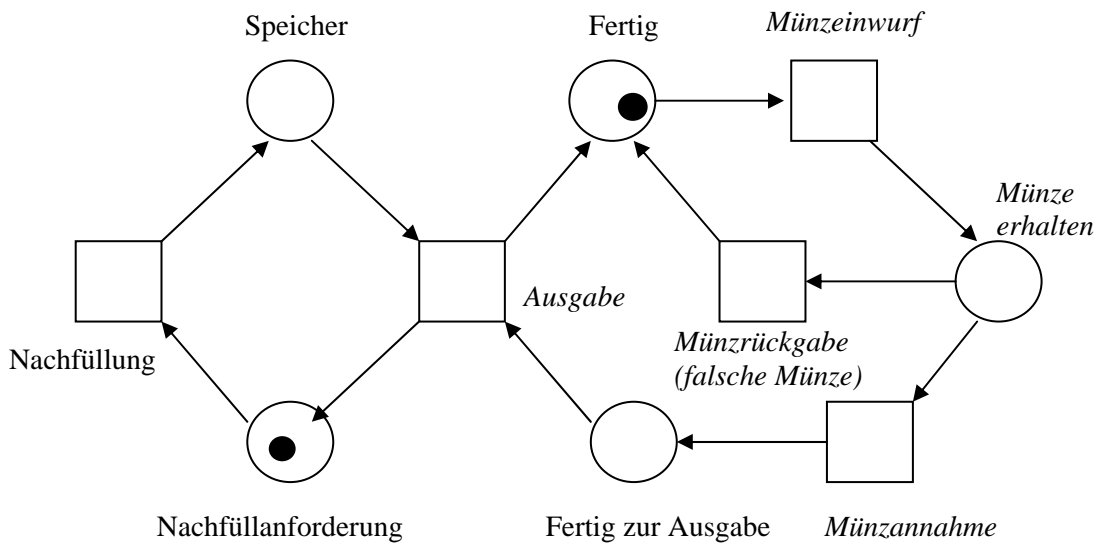 Speicher
Fertig
Münzeinwurf
Münze
erhalten
Ausgabe
Nachfüllung
Münzrückgabe
(falsche Münze)
Nachfüllanforderung
Fertig zur Ausgabe
Münzannahme